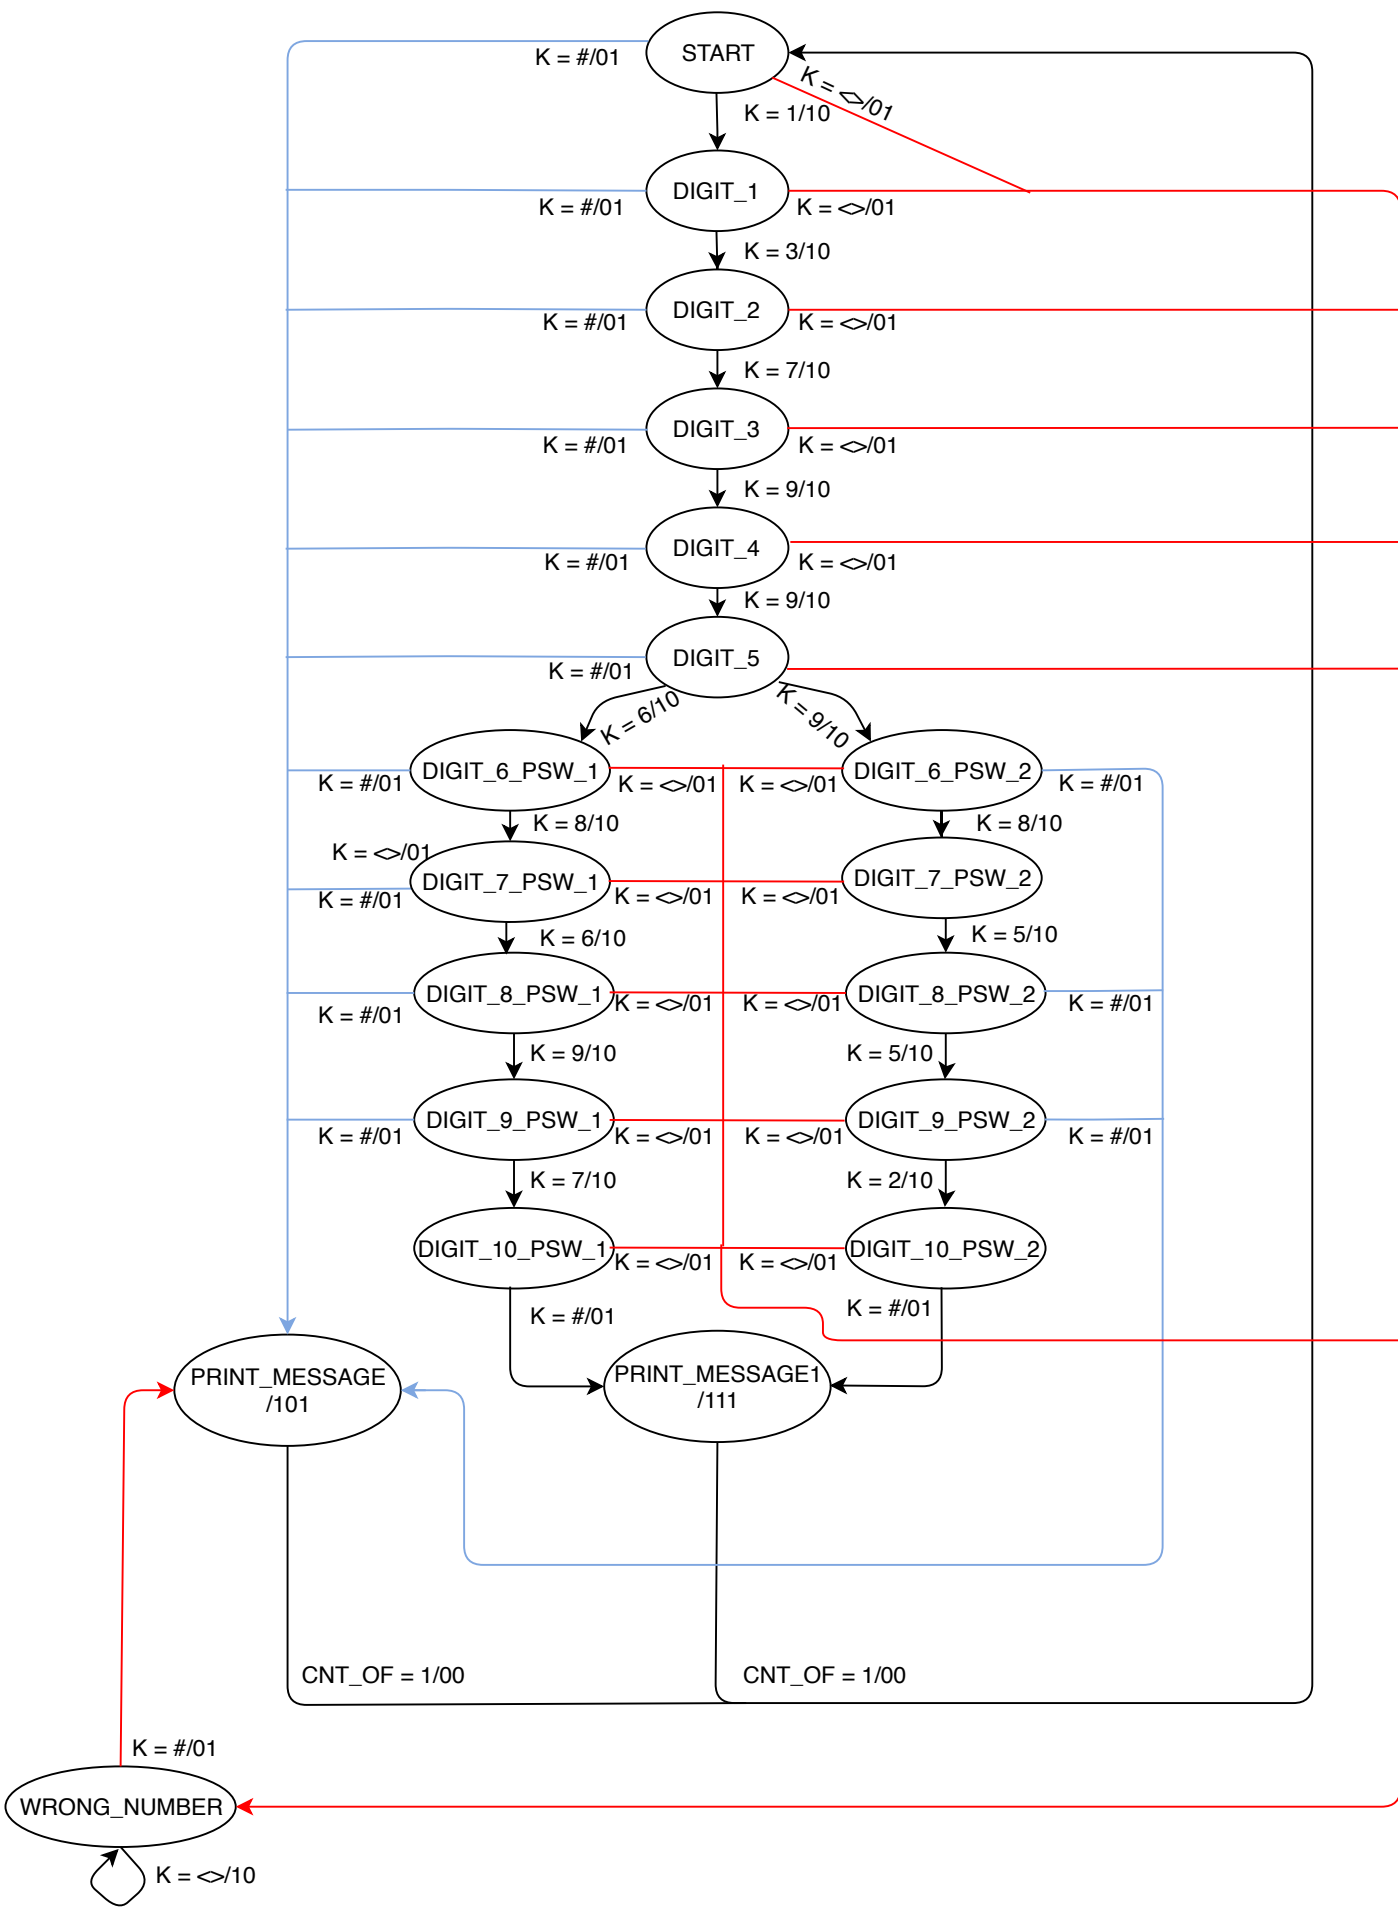 START
K = #/01
K = <>/01
K = 1/10
DIGIT_1
K = #/01
K = <>/01
K = 3/10
DIGIT_2
K = #/01
K = <>/01
K = 7/10
DIGIT_3
K = #/01
K = <>/01
K = 9/10
DIGIT_4
K = #/01
K = <>/01
K = 9/10
DIGIT_5
K = #/01
K = 6/10
K = 9/10
DIGIT_6_PSW_1
DIGIT_6_PSW_2
K = #/01
K = <>/01
K = <>/01
K = #/01
K = 8/10
K = 8/10
K = <>/01
DIGIT_7_PSW_1
DIGIT_7_PSW_2
K = #/01
K = <>/01
K = <>/01
K = 6/10
K = 5/10
DIGIT_8_PSW_1
DIGIT_8_PSW_2
K = #/01
K = <>/01
K = <>/01
K = #/01
K = 9/10
K = 5/10
DIGIT_9_PSW_1
DIGIT_9_PSW_2
K = #/01
K = <>/01
K = <>/01
K = #/01
K = 7/10
K = 2/10
DIGIT_10_PSW_1
DIGIT_10_PSW_2
K = <>/01
K = <>/01
K = #/01
K = #/01
PRINT_MESSAGE
/101
PRINT_MESSAGE1
/111
CNT_OF = 1/00
CNT_OF = 1/00
K = #/01
WRONG_NUMBER
K = <>/10